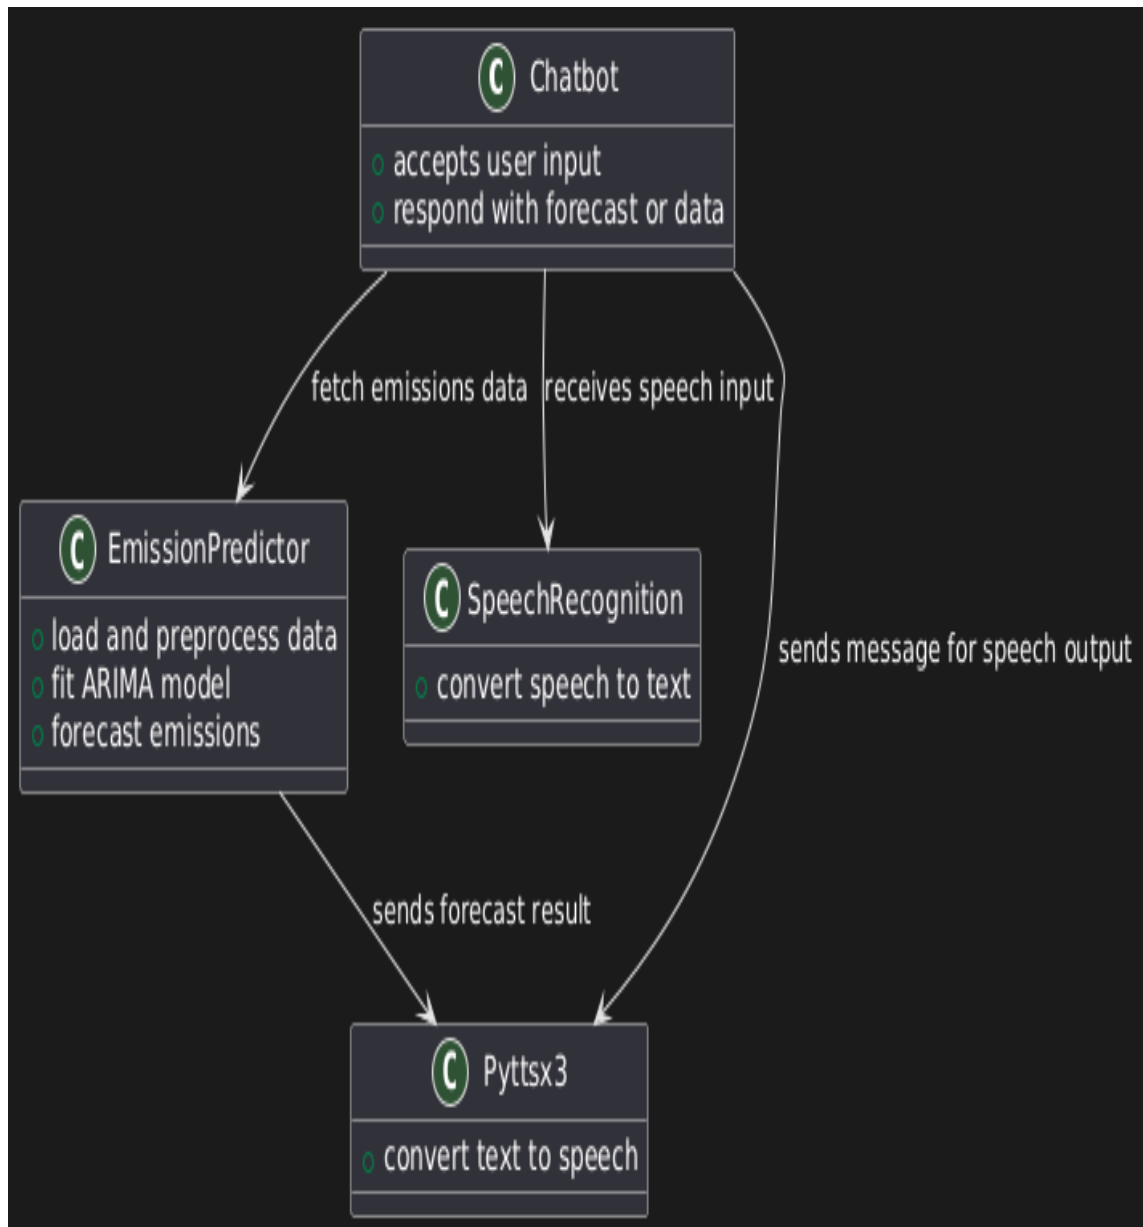 C Chatbot
accepts user input
respond with forecast or data
fetch emissions data
receives speech input
C EmissionPredictor
load and preprocess data
fit ARIMA model
forecast emissions
C SpeechRecognition
convert speech to text
sends message for speech output
sends forecast result
C Pyttsx3
convert text to speech